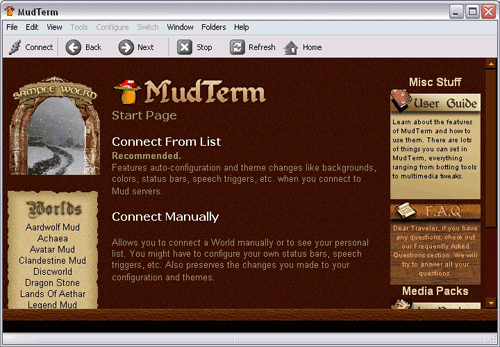 MudTerm
File Edit View Tools Configure Switch Window Folders Help
Connect Back Next Stop Refresh Home
SAMPLE WORLD
Worlds
Aardwolf Mud
Achaea
Avatar Mud
Clandestine Mud
Discworld
Dragon Stone
Lands Of Aethar
Legend Mud
MudTerm
Start Page
Connect From List
Recommended.
Features auto-configuration and theme changes like backgrounds,
colors, status bars, speech triggers, etc. when you connect to
Mud servers.
Connect Manually
Allows you to connect a World manually or to see your personal
list. You might have to configure your own status bars, speech
triggers, etc. Also preserves the changes you made to your
configuration and themes.
Misc Stuff
User Guide
Learn about the features
of MudTerm and how to
use them. There are lots
of things you can set in
MudTerm, everything
ranging from botting tools
to multimedia tweaks.
F.A.Q
Dear Traveler, if you have
any questions, check out
our Frequently Asked
Questions section. We will
try to answer all your
questions.
Media Packs